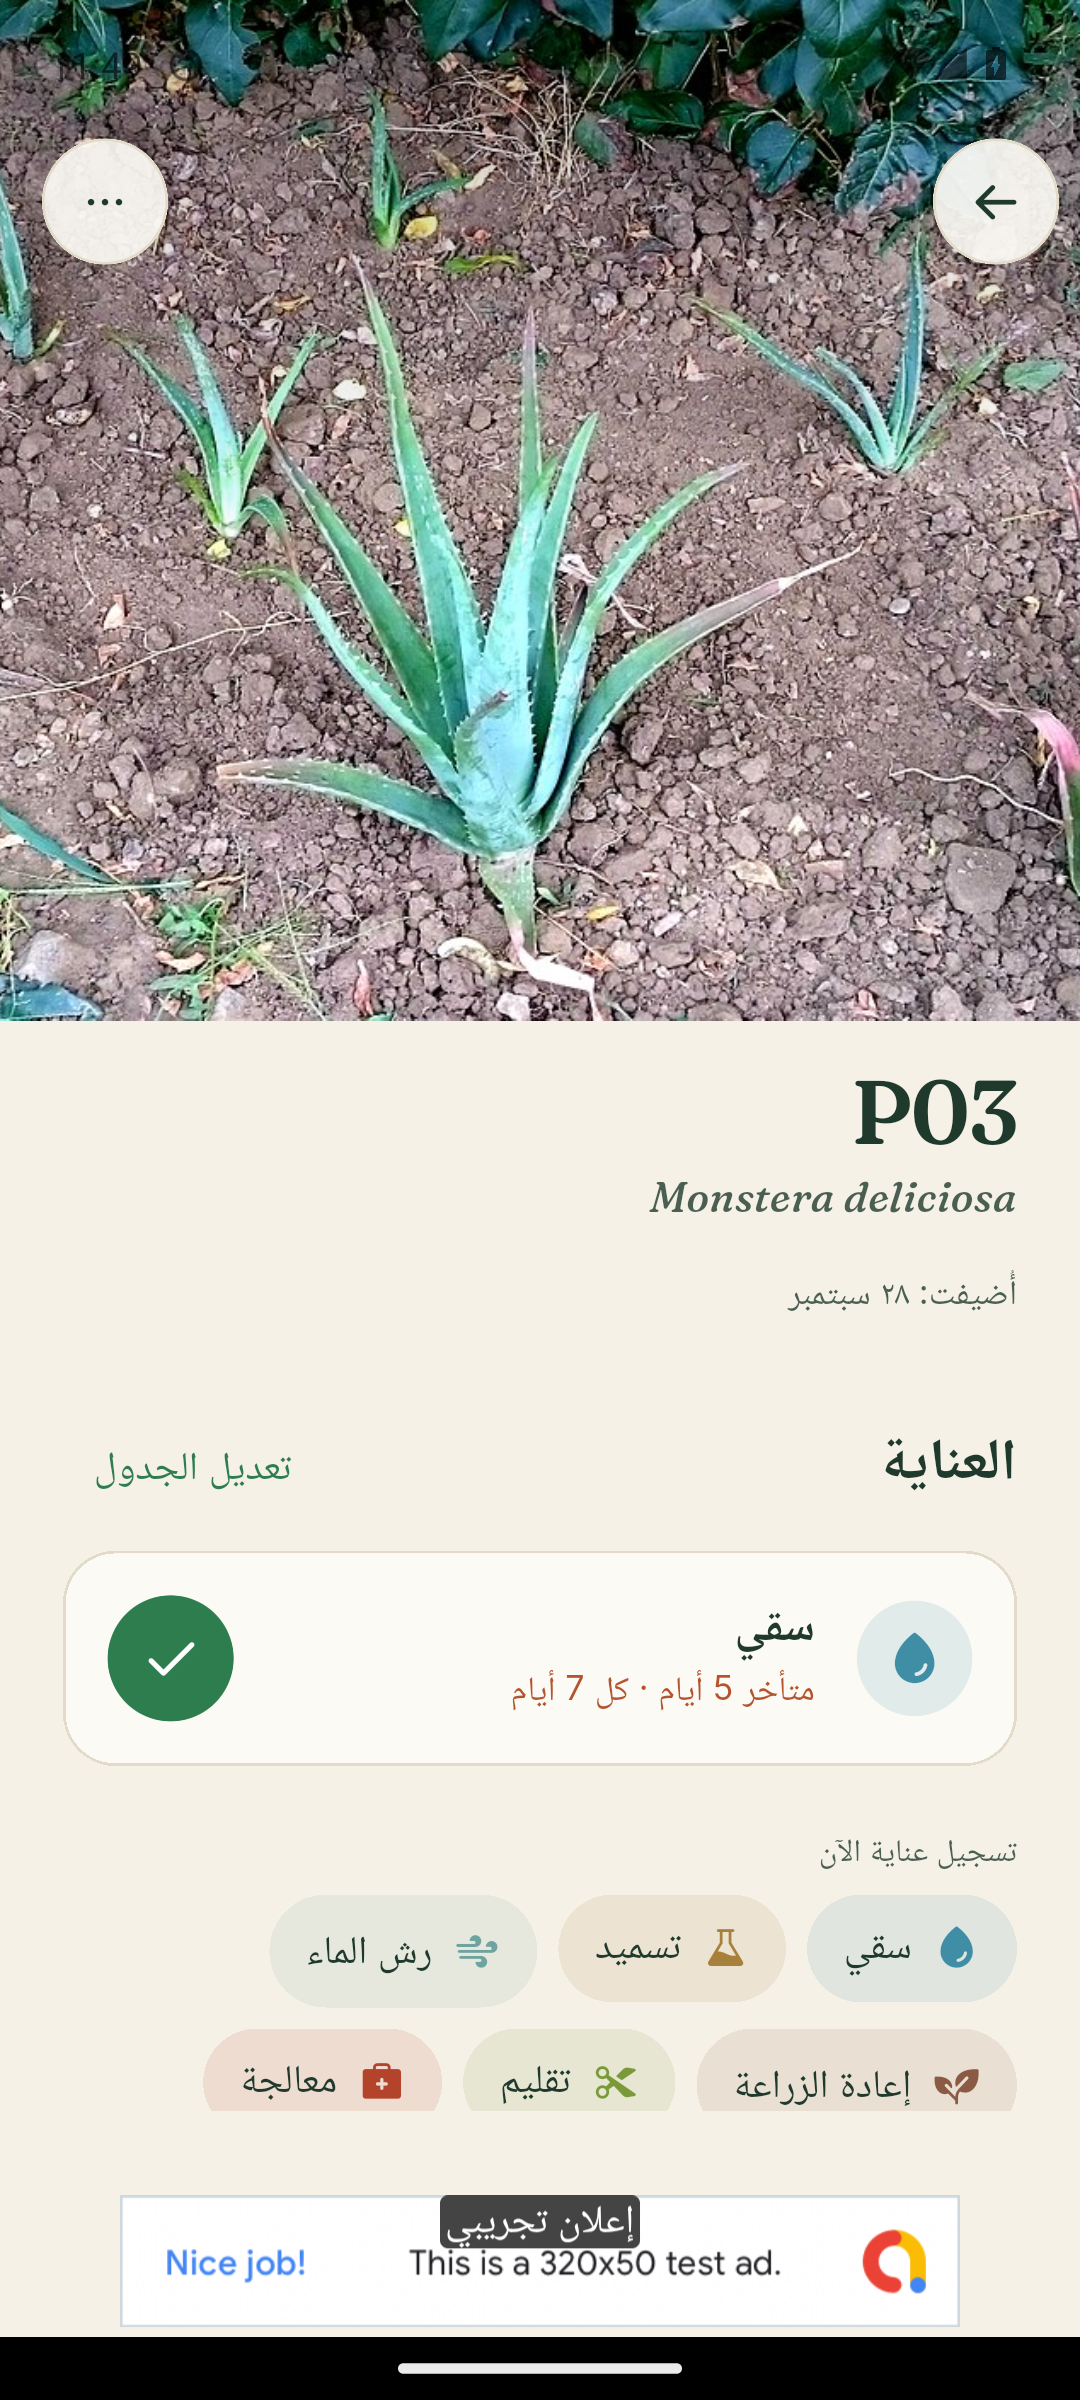 P03
Monstera deliciosa
أضيفت: ٢٨ سبتمبر
العناية
تعديل الجدول
سقي
متأخر 5 أيام · كل 7 أيام
تسجيل عناية الآن
سقي
تسميد
رش الماء
إعادة الزراعة
تقليم
معالجة
إعلان تجريبي
Nice job!
This is a 320x50 test ad.